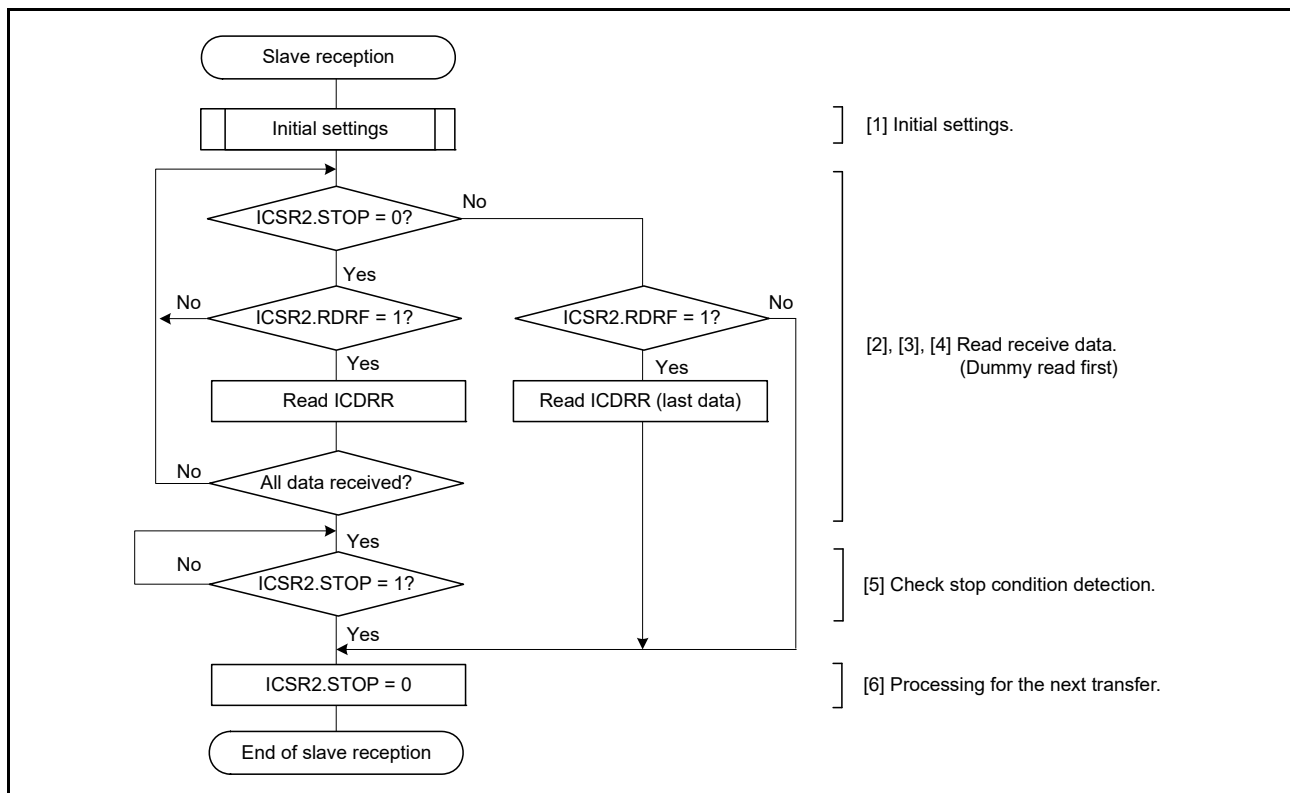 Slave reception
Initial settings
[1] Initial settings.
ICSR2.STOP = 0?
No
Yes
No
ICSR2.RDRF = 1?
ICSR2.RDRF = 1?
No
[2], [3], [4] Read receive data.
(Dummy read first)
Yes
Yes
Read ICDRR
Read ICDRR (last data)
No
All data received?
Yes
No
ICSR2.STOP = 1?
[5] Check stop condition detection.
Yes
ICSR2.STOP = 0
[6] Processing for the next transfer.
End of slave reception